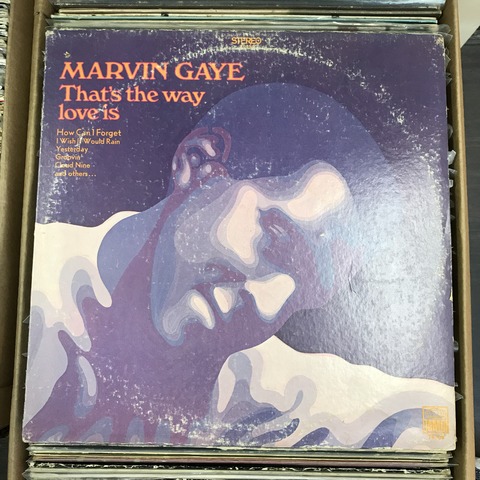 STEREO
MARVIN GAYE
That's the way
love is
How Can I Forget
I Wish It Would Rain
Yesterday
Groovin'
Cloud Nine
and others...